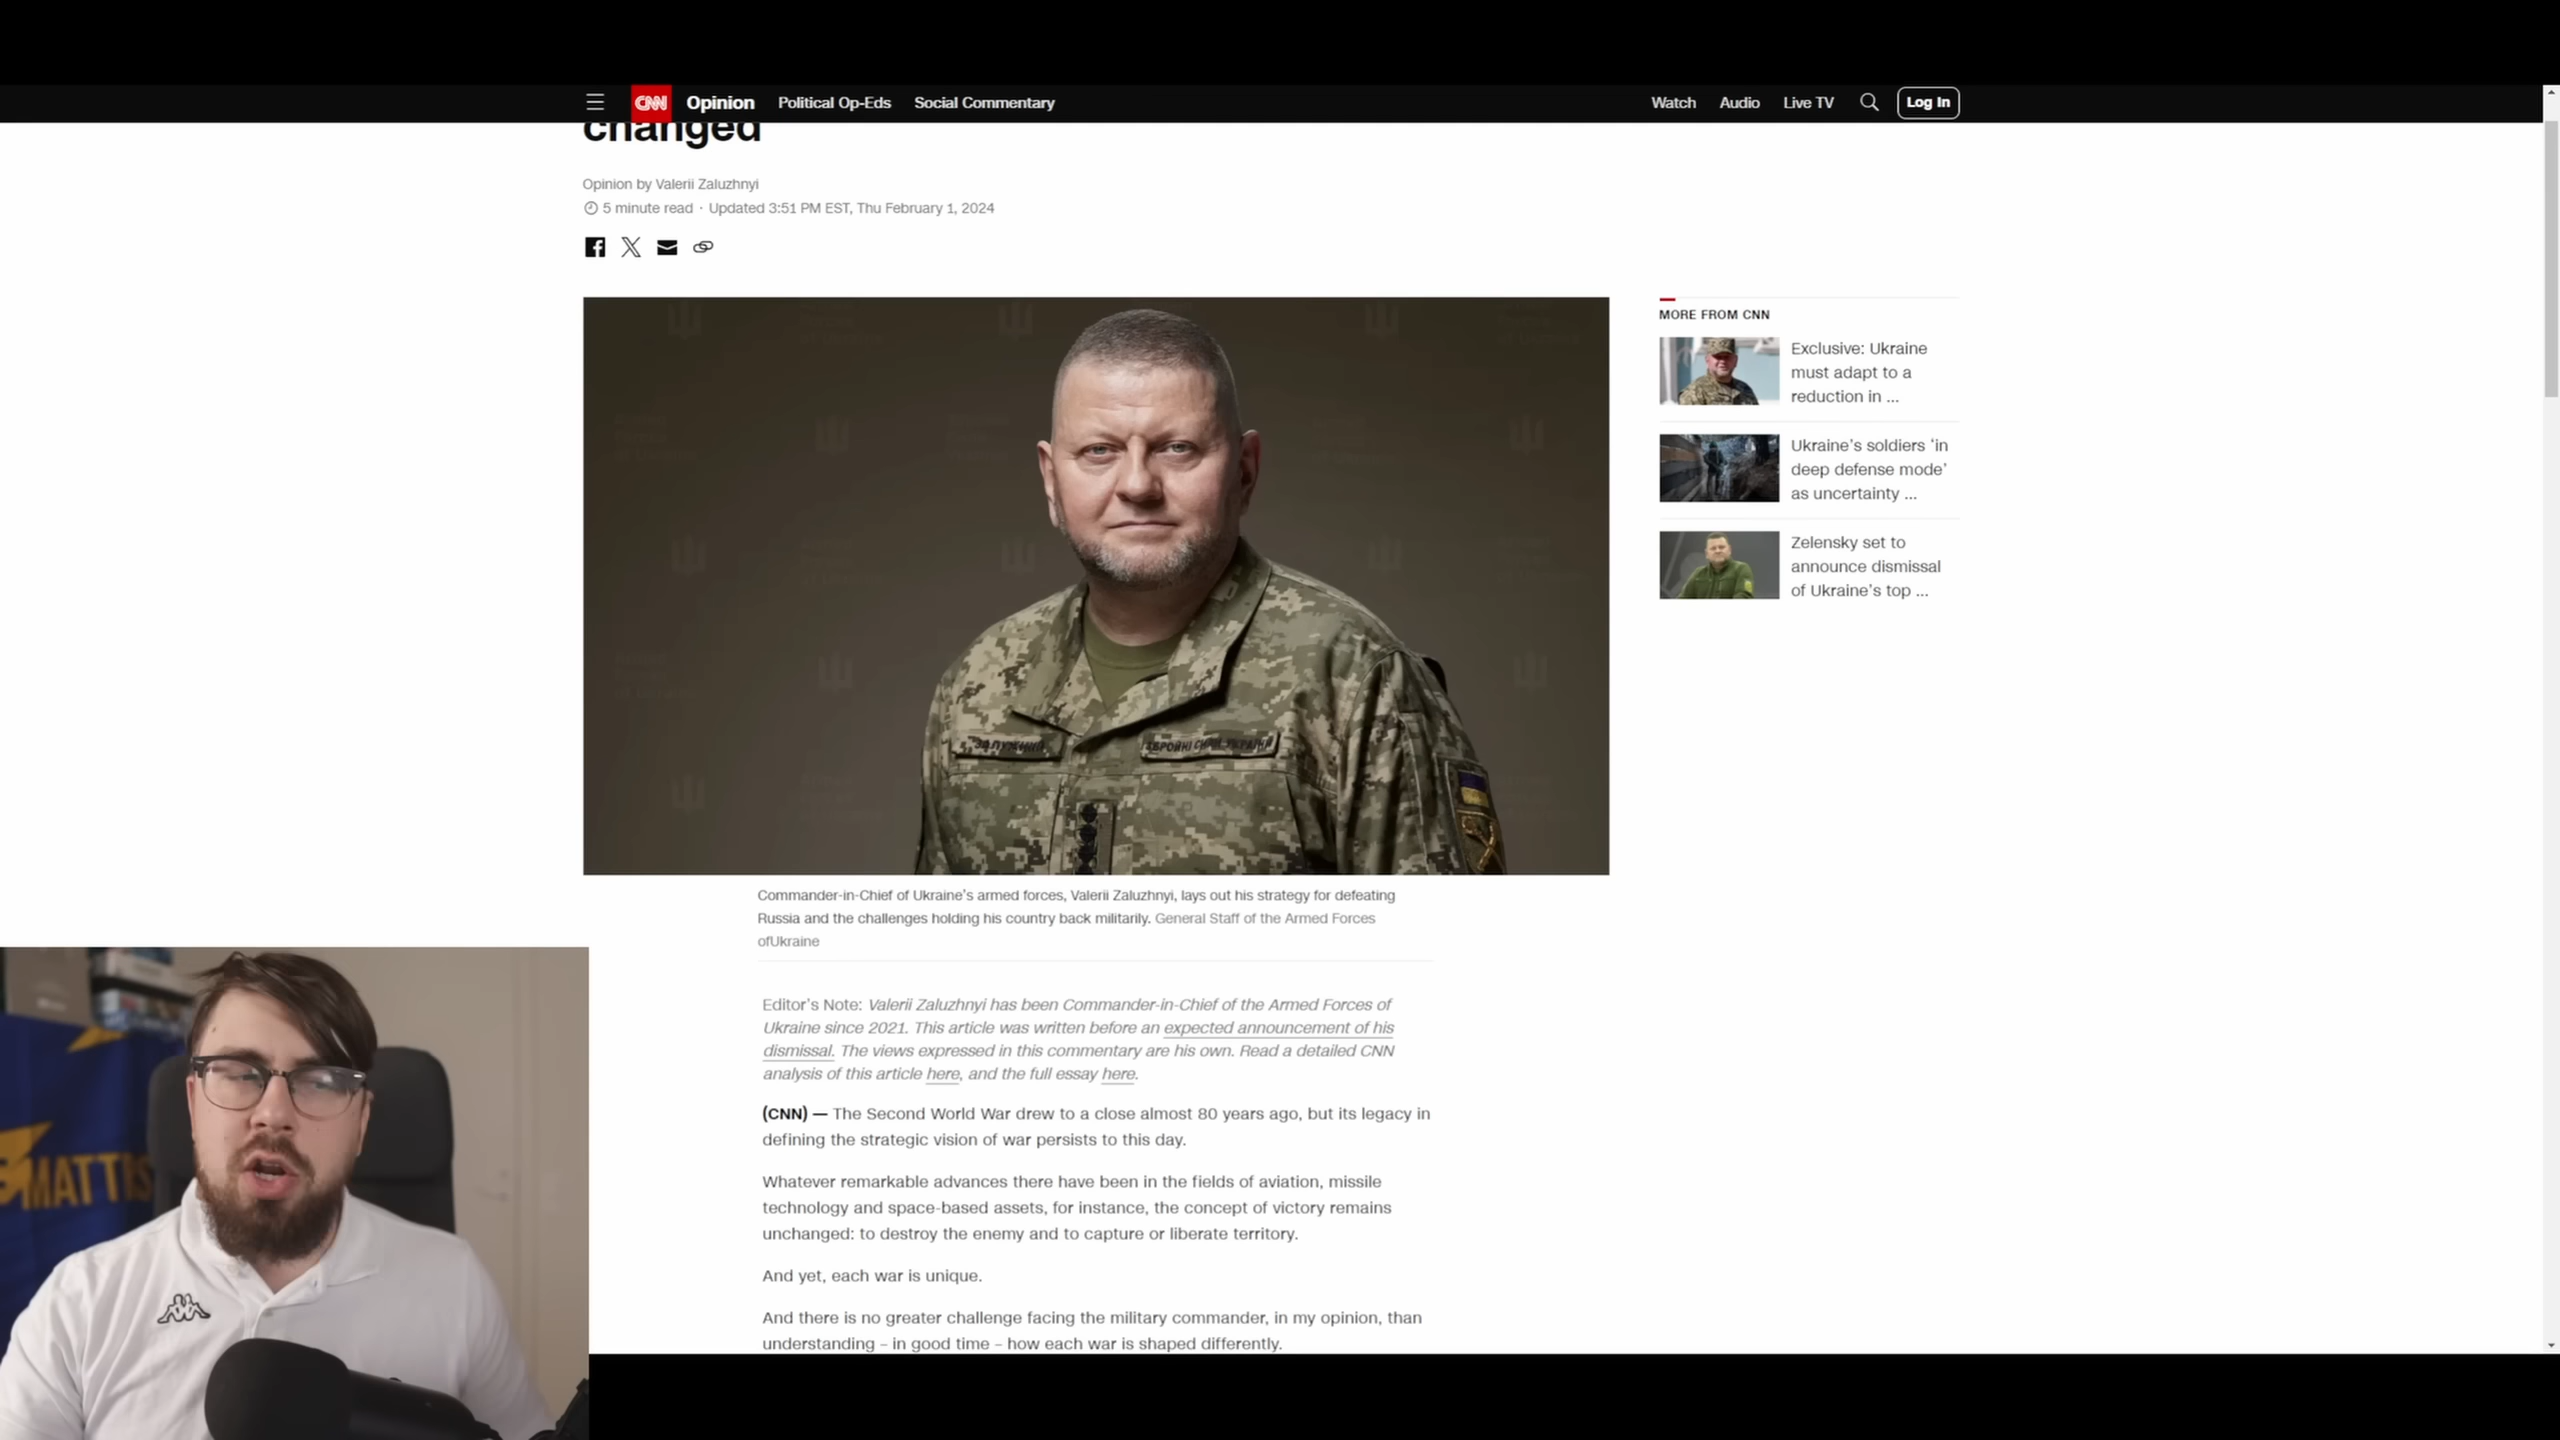 CNN Opinion Political Op-Eds Social Commentary Watch Audio Live TV Log In
changed
Opinion by Valerii Zaluzhnyi
5 minute read · Updated 3:51 PM EST, Thu February 1, 2024
MORE FROM CNN
Exclusive: Ukraine
must adapt to a
reduction in ...
Ukraine's soldiers ‘in
deep defense mode’
as uncertainty ...
Zelensky set to
announce dismissal
of Ukraine's top ...
ЗАЛУЖНИЙ
ЗБРОЙНІ СИЛИ УКРАЇНИ
Commander-in-Chief of Ukraine's armed forces, Valerii Zaluzhnyi, lays out his strategy for defeating
Russia and the challenges holding his country back militarily. General Staff of the Armed Forces
ofUkraine
Editor's Note: Valerii Zaluzhnyi has been Commander-in-Chief of the Armed Forces of
Ukraine since 2021. This article was written before an expected announcement of his
dismissal. The views expressed in this commentary are his own. Read a detailed CNN
analysis of this article here, and the full essay here.
(CNN) — The Second World War drew to a close almost 80 years ago, but its legacy in
defining the strategic vision of war persists to this day.
Whatever remarkable advances there have been in the fields of aviation, missile
technology and space-based assets, for instance, the concept of victory remains
unchanged: to destroy the enemy and to capture or liberate territory.
And yet, each war is unique.
And there is no greater challenge facing the military commander, in my opinion, than
understanding – in good time – how each war is shaped differently.